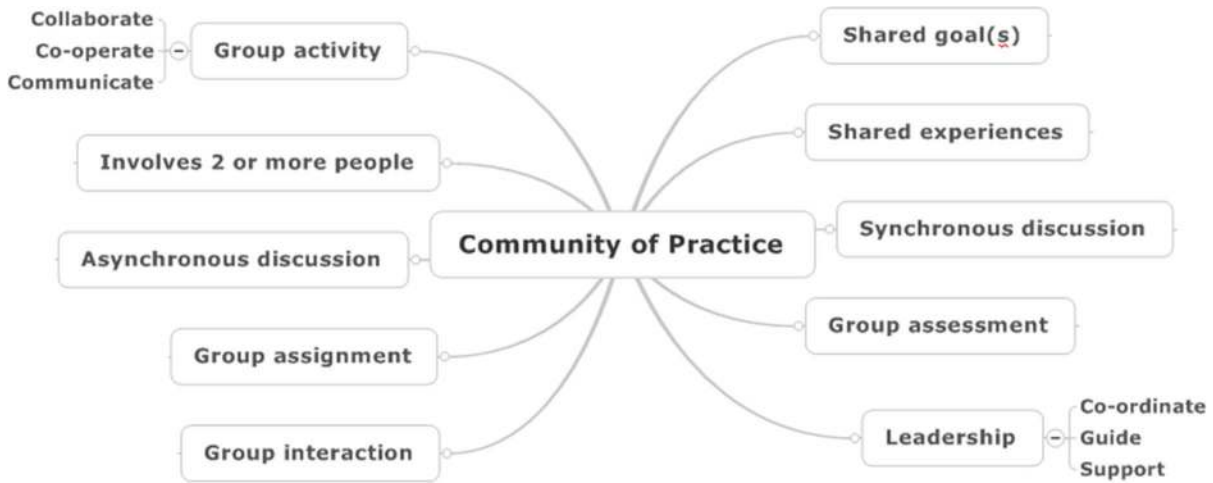 Collaborate
Co-operate
Communicate
Group activity
Involves 2 or more people
Asynchronous discussion
Group assignment
Group interaction
Community of Practice
Shared goal(s)
Shared experiences
Synchronous discussion
Group assessment
Leadership
Co-ordinate
Guide
Support